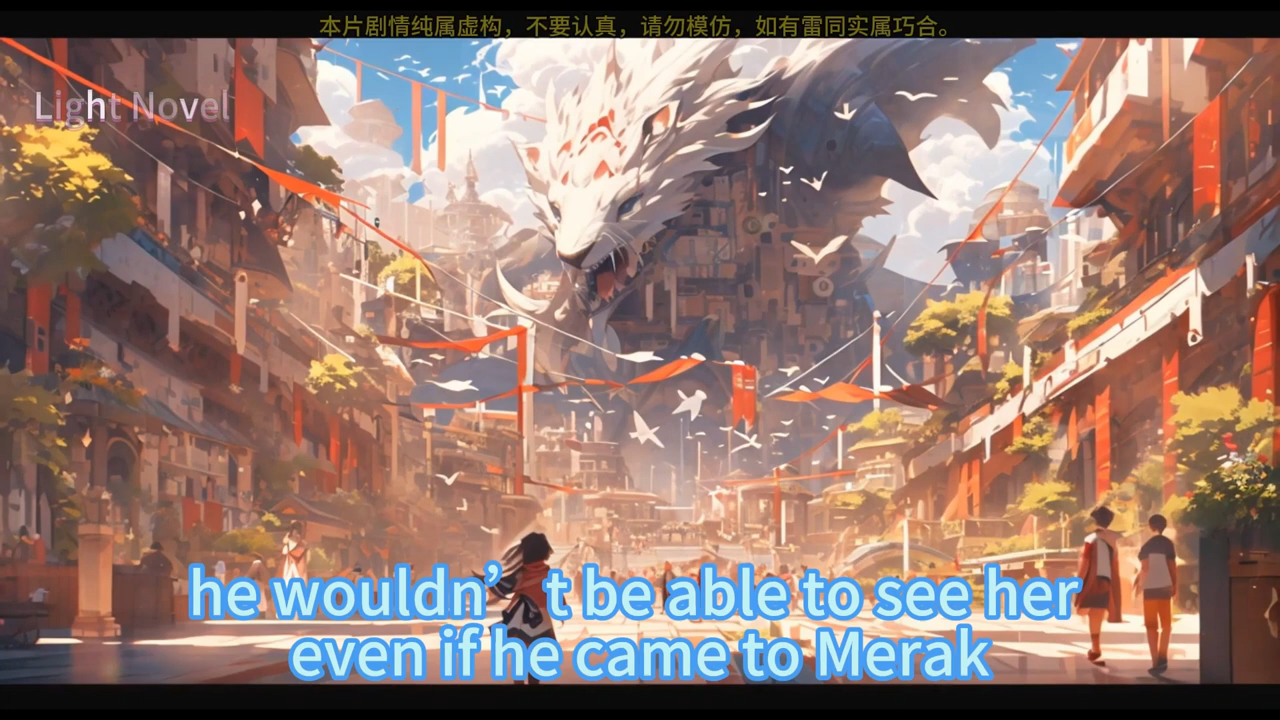 本片剧情纯属虚构，不要认真，请勿模仿，如有雷同实属巧合。
Light Novel
he wouldn’t be able to see her
even if he came to Merak